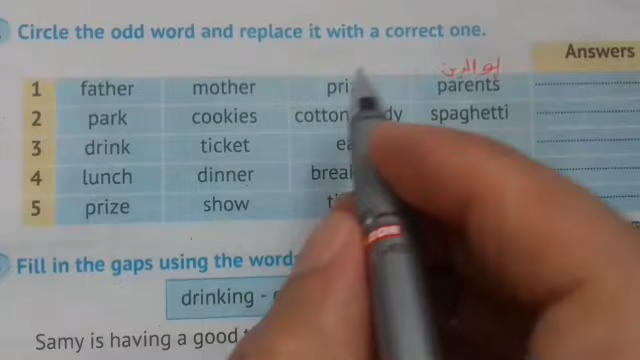 Circle the odd word and replace it with a correct one.
Answers
1 father mother parents
2 park cookies cotton spaghetti
3 drink ticket
4 lunch dinner
5 prize show
Fill in the gaps using the
drinking -
Samy is having a good